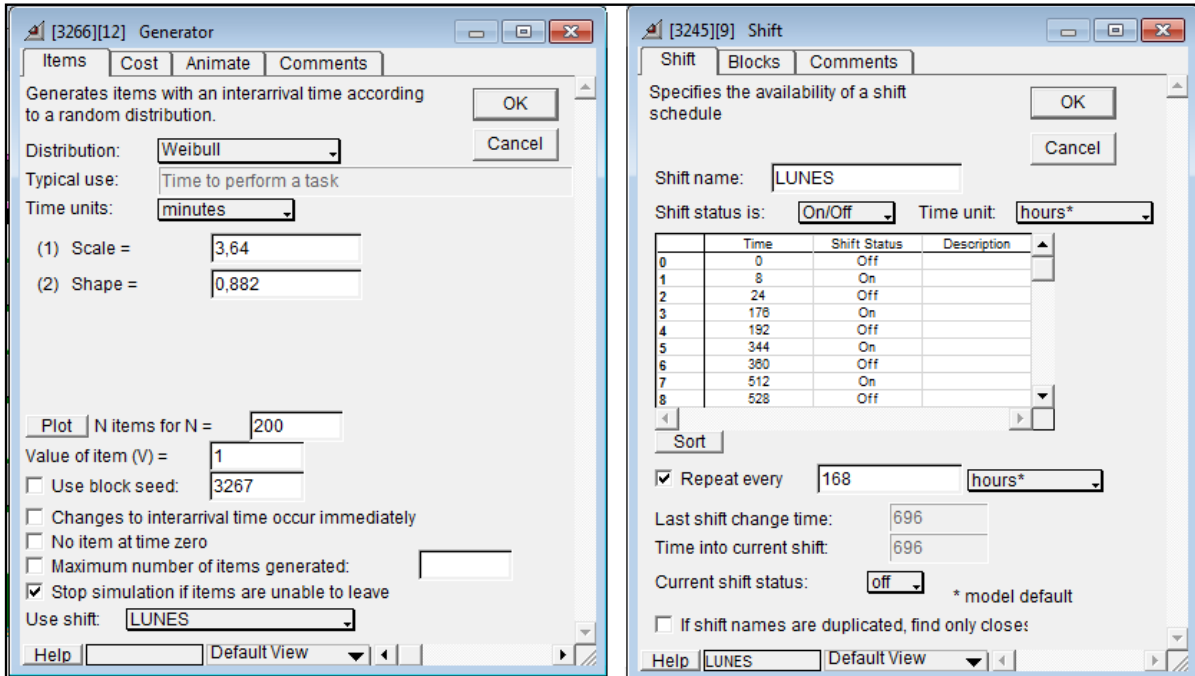 [3266][12] Generator
Items Cost Animate Comments
Generates items with an interarrival time according
to a random distribution.
OK
Cancel
Distribution: Weibull
Typical use: Time to perform a task
Time units: minutes
(1) Scale = 3,64
(2) Shape = 0,882
Plot N items for N = 200
Value of item (V) = 1
Use block seed: 3267
Changes to interarrival time occur immediately
No item at time zero
Maximum number of items generated:
Stop simulation if items are unable to leave
Use shift: LUNES
Help Default View
[3245][9] Shift
Shift Blocks Comments
Specifies the availability of a shift
schedule
OK
Cancel
Shift name: LUNES
Shift status is: On/Off Time unit: hours*
Time Shift Status Description
0 0 Off
1 8 On
2 24 Off
3 176 On
4 192 Off
5 344 On
6 360 Off
7 512 On
8 528 Off
Sort
Repeat every 168 hours*
Last shift change time: 696
Time into current shift: 696
Current shift status: off
* model default
If shift names are duplicated, find only closes
Help LUNES Default View